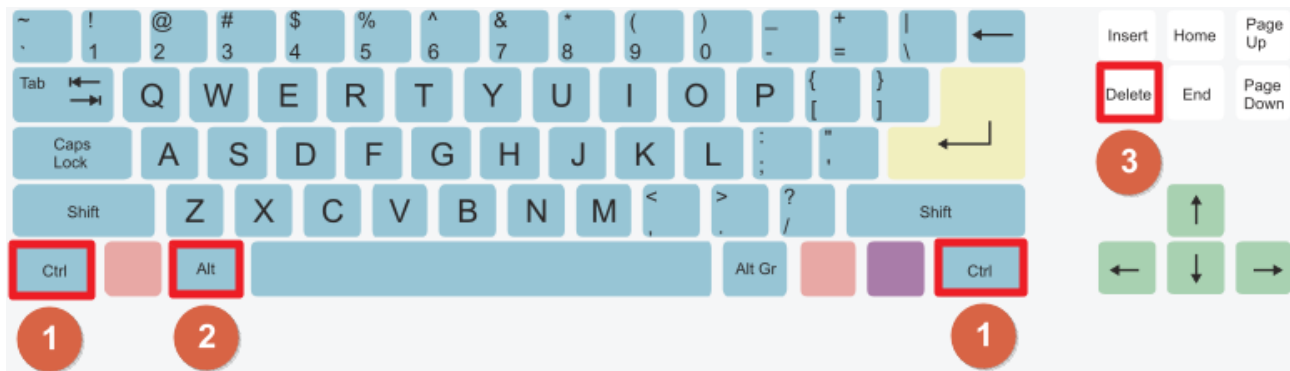 ~ ! @ # $ % ^ & * ( ) _ + |
` 1 2 3 4 5 6 7 8 9 0 - = \
Insert Home Page Up
Tab Q W E R T Y U I O P { }
[ ]
Delete End Page Down
Caps Lock A S D F G H J K L : "
; '
3
Shift Z X C V B N M < > ? Shift
, . /
Ctrl Alt Alt Gr Ctrl
1 2 1